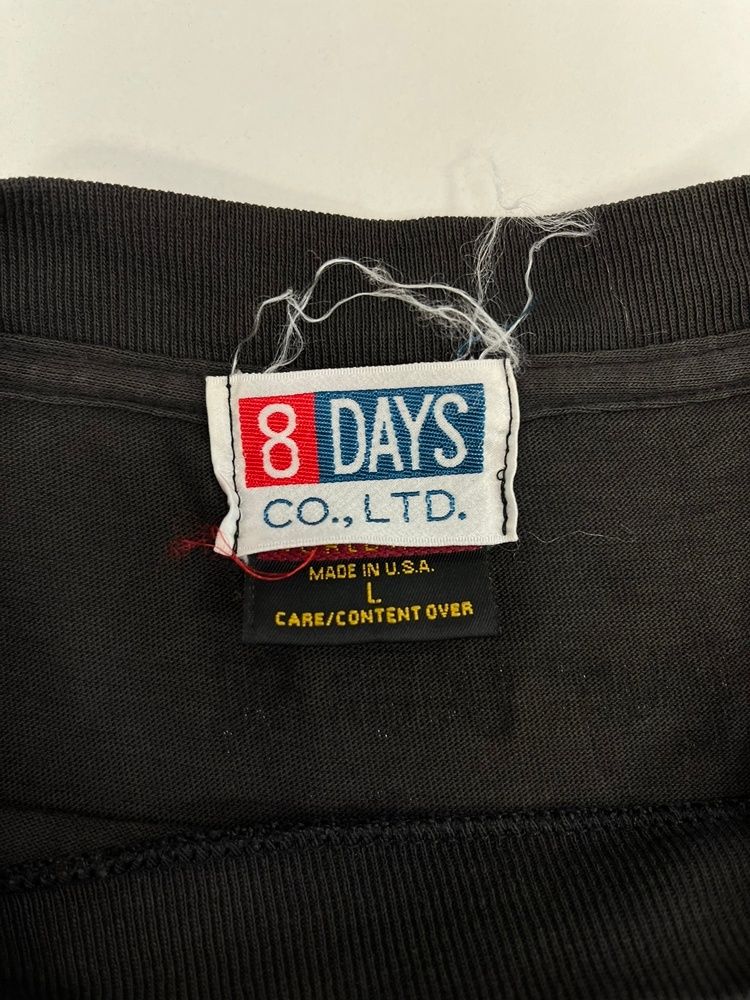 8 DAYS
CO., LTD.
MADE IN U.S.A.
L
CARE/CONTENT OVER